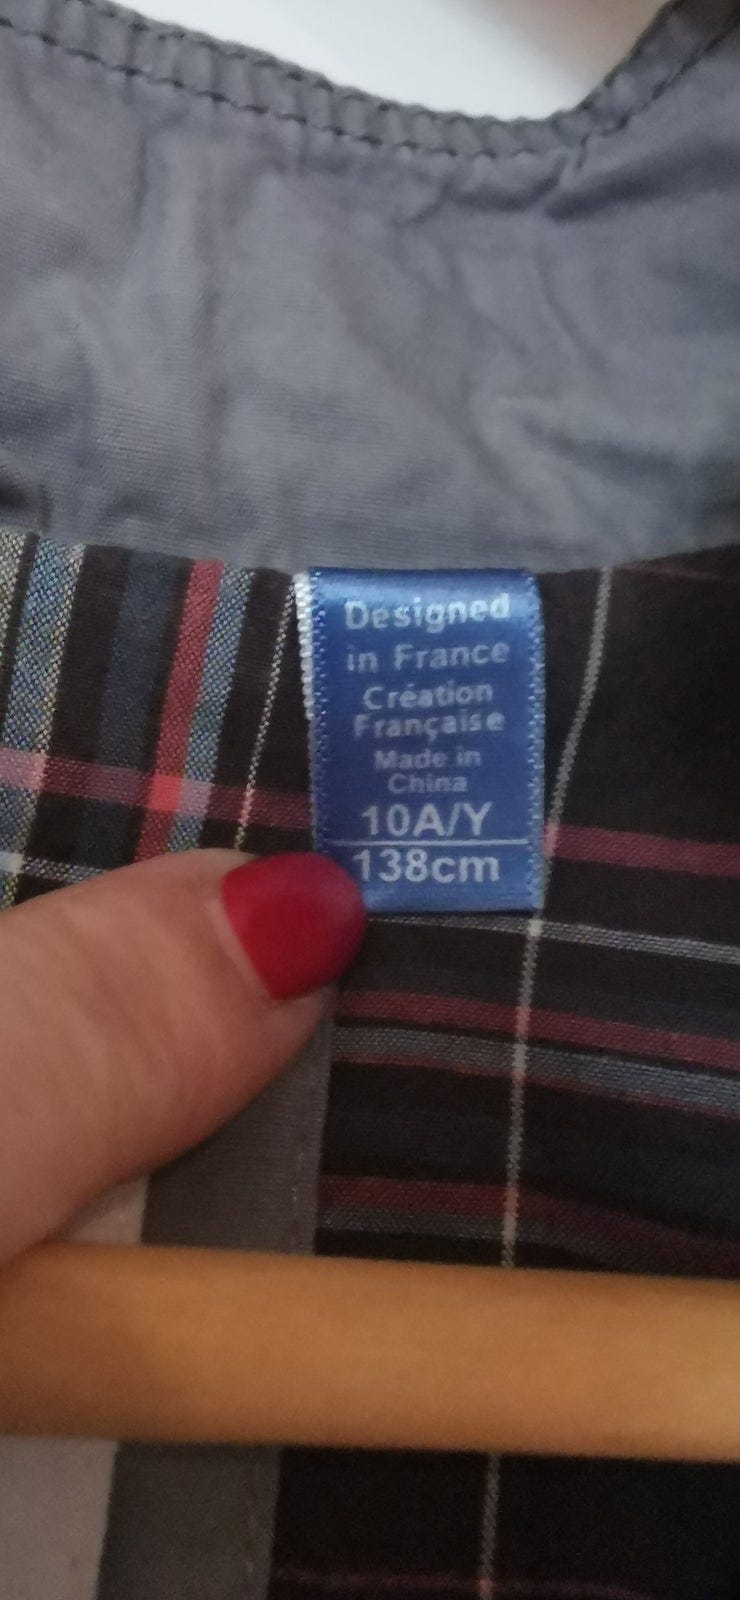 Designed
in France
Création
Française
Made in
China
10A/Y
138cm